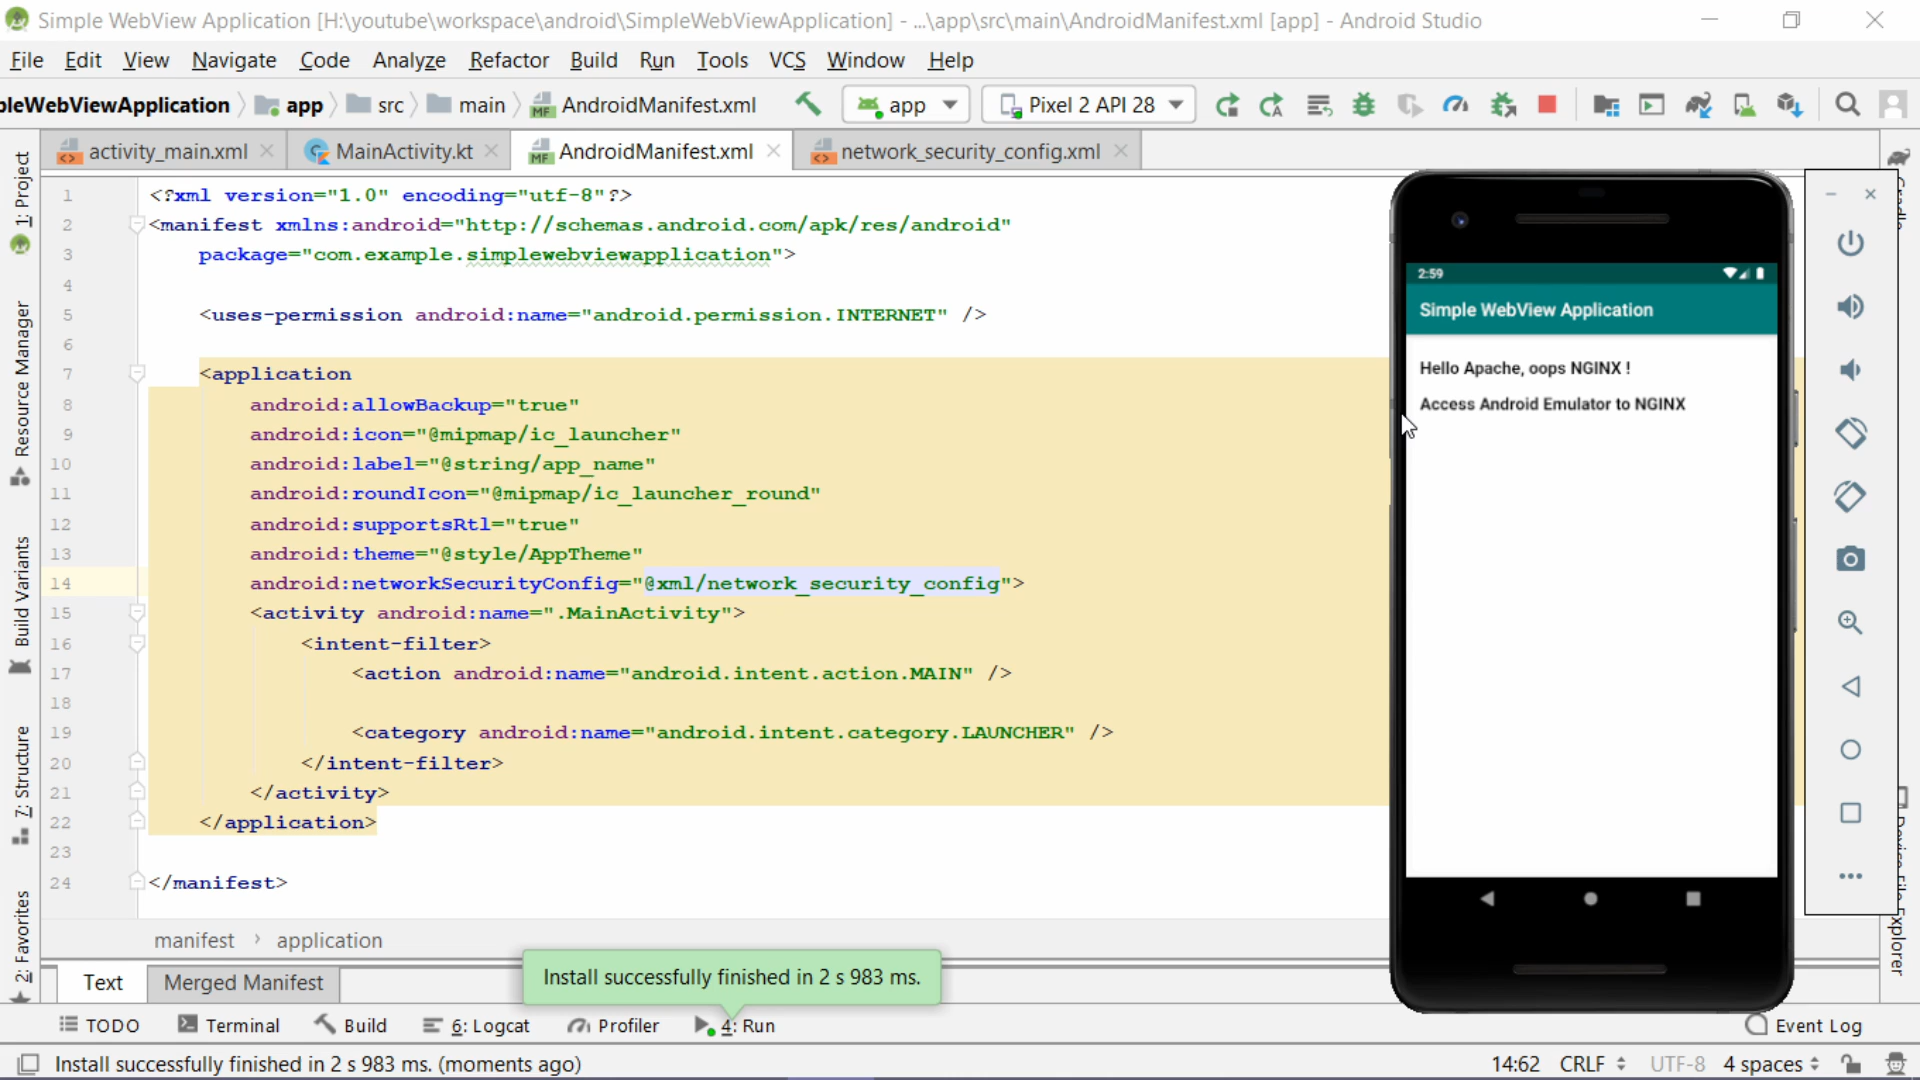 Simple WebView Application [H:\youtube\workspace\android\SimpleWebViewApplication] - ...\app\src\main\AndroidManifest.xml [app] - Android Studio
File Edit View Navigate Code Analyze Refactor Build Run Tools VCS Window Help
pleWebViewApplication app src main AndroidManifest.xml app Pixel 2 API 28
activity_main.xml MainActivity.kt AndroidManifest.xml network_security_config.xml
1 <?xml version="1.0" encoding="utf-8"?>
2 <manifest xmlns:android="http://schemas.android.com/apk/res/android"
3 package="com.example.simplewebviewapplication">
4
5 <uses-permission android:name="android.permission.INTERNET" />
6
7 <application
8 android:allowBackup="true"
9 android:icon="@mipmap/ic_launcher"
10 android:label="@string/app_name"
11 android:roundIcon="@mipmap/ic_launcher_round"
12 android:supportsRtl="true"
13 android:theme="@style/AppTheme"
14 android:networkSecurityConfig="@xml/network_security_config">
15 <activity android:name=".MainActivity">
16 <intent-filter>
17 <action android:name="android.intent.action.MAIN" />
18
19 <category android:name="android.intent.category.LAUNCHER" />
20 </intent-filter>
21 </activity>
22 </application>
23
24 </manifest>
manifest › application
Text Merged Manifest
Install successfully finished in 2 s 983 ms.
TODO Terminal Build 6: Logcat Profiler 4: Run Event Log
Install successfully finished in 2 s 983 ms. (moments ago) 14:62 CRLF UTF-8 4 spaces
1: Project
Resource Manager
Build Variants
7: Structure
2: Favorites
2:59
Simple WebView Application
Hello Apache, oops NGINX !
Access Android Emulator to NGINX
Explorer